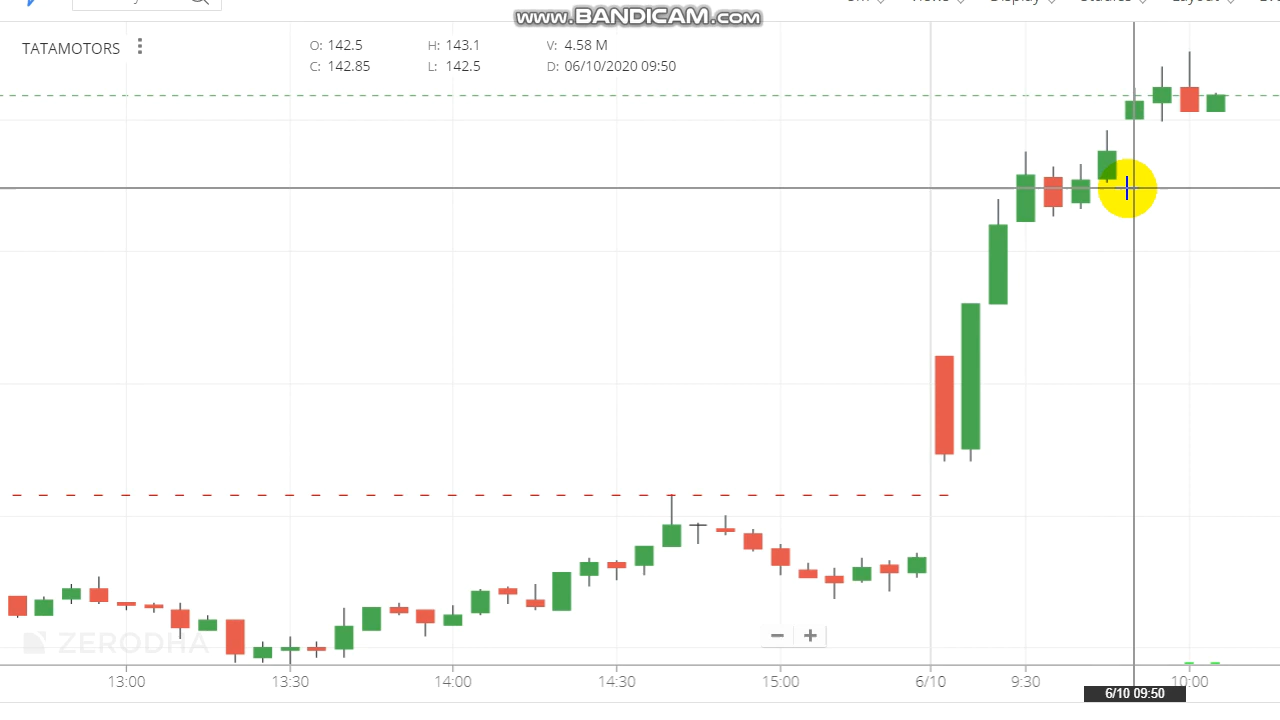 www.BANDICAM.com
TATAMOTORS
O: 142.5 H: 143.1 V: 4.58 M
C: 142.85 L: 142.5 D: 06/10/2020 09:50
ZERODHA
− +
13:00 13:30 14:00 14:30 15:00 6/10 9:30 10:00
6/10 09:50